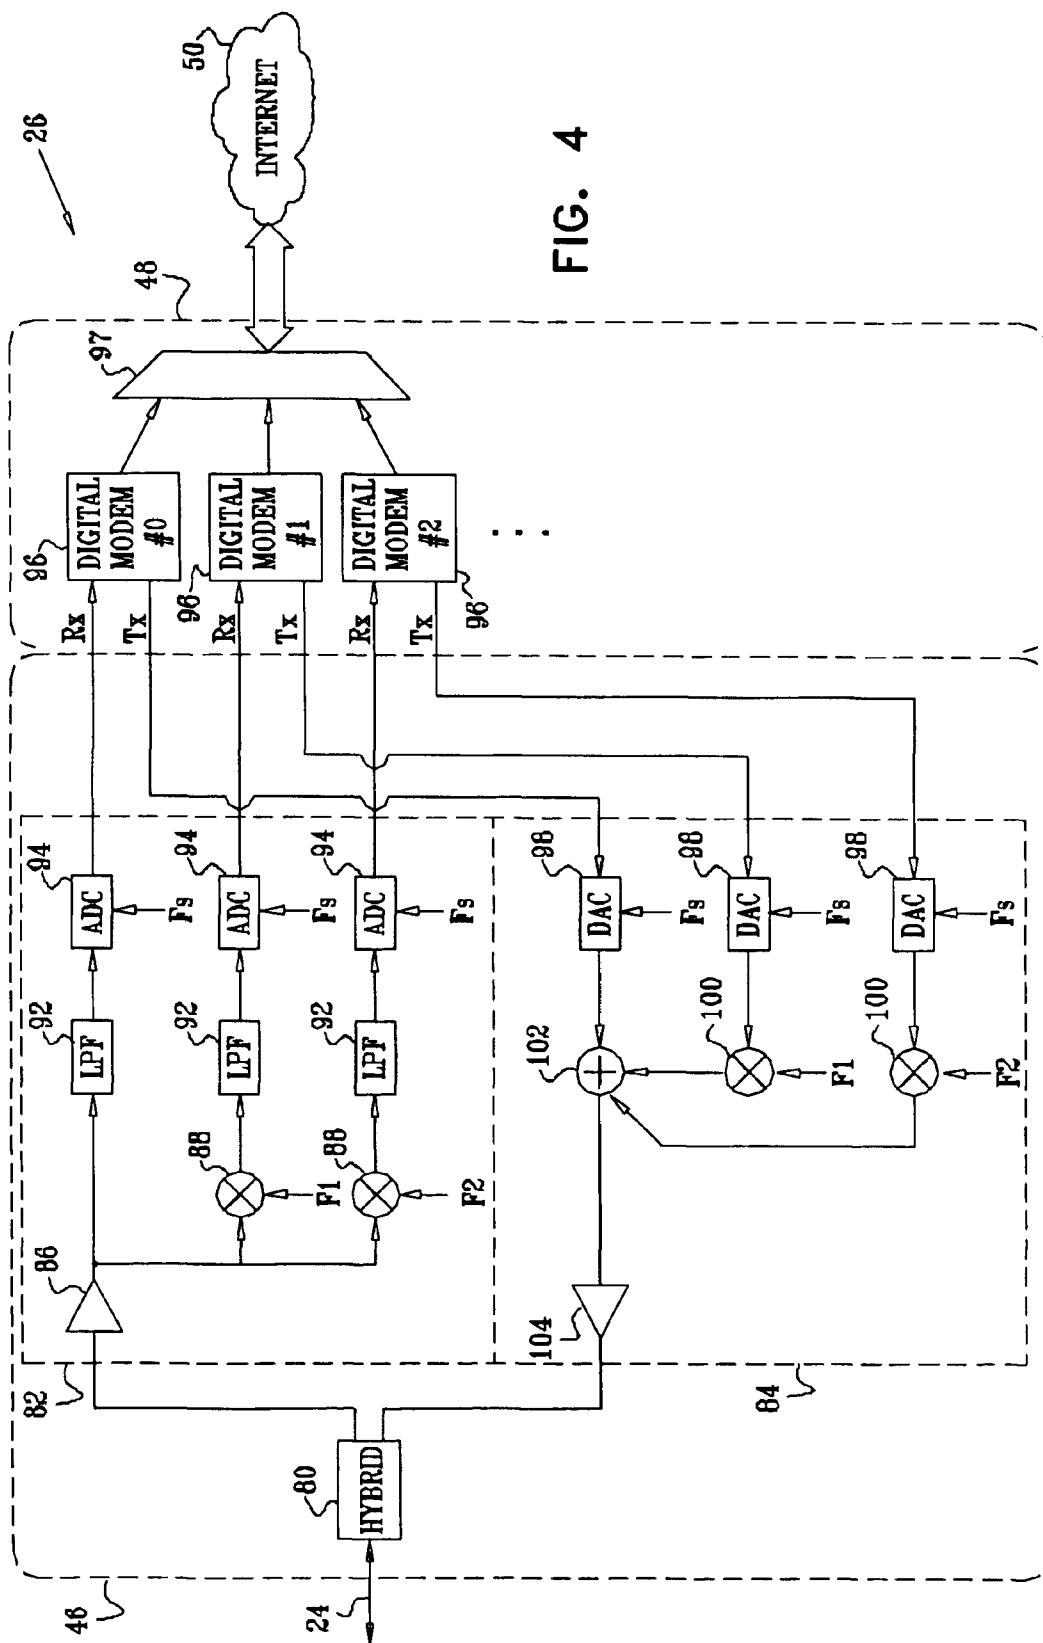 26
50
INTERNET
48
97
96
DIGITAL
MODEM
#0
96
DIGITAL
MODEM
#1
96
DIGITAL
MODEM
#2
. . .
Rx
Tx
Rx
Tx
Rx
Tx
94
ADC
Fs
94
ADC
Fs
94
ADC
Fs
98
DAC
Fs
98
DAC
Fs
98
DAC
Fs
92
LPF
92
LPF
92
LPF
102
100
F1
100
F2
88
F1
88
F2
86
104
82
84
80
HYBRID
46
24
FIG. 4